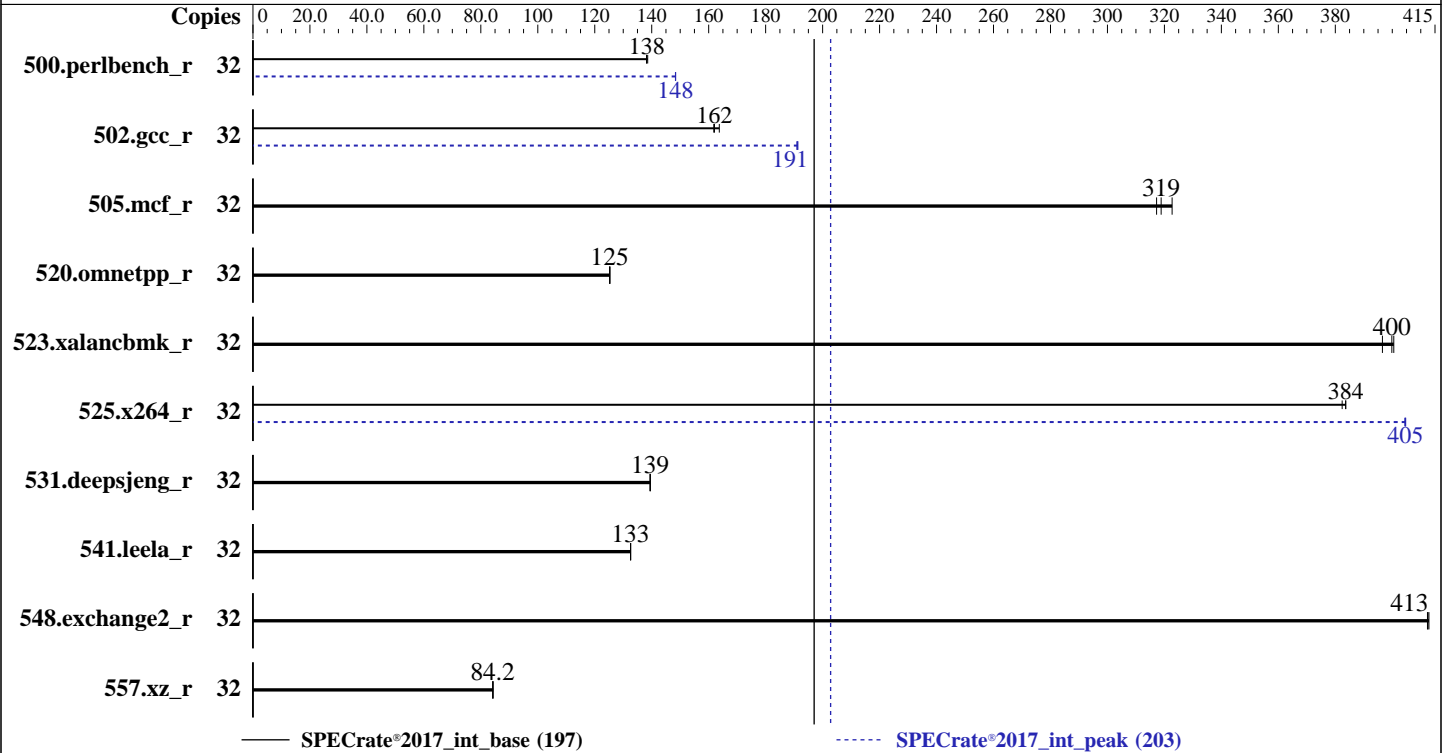 Copies 0 20.0 40.0 60.0 80.0 100 120 140 160 180 200 220 240 260 280 300 320 340 360 380 415
500.perlbench_r 32 138
148
502.gcc_r 32 162
191
505.mcf_r 32 319
520.omnetpp_r 32 125
523.xalancbmk_r 32 400
525.x264_r 32 384
405
531.deepsjeng_r 32 139
541.leela_r 32 133
548.exchange2_r 32 413
557.xz_r 32 84.2
SPECrate®2017_int_base (197) SPECrate®2017_int_peak (203)